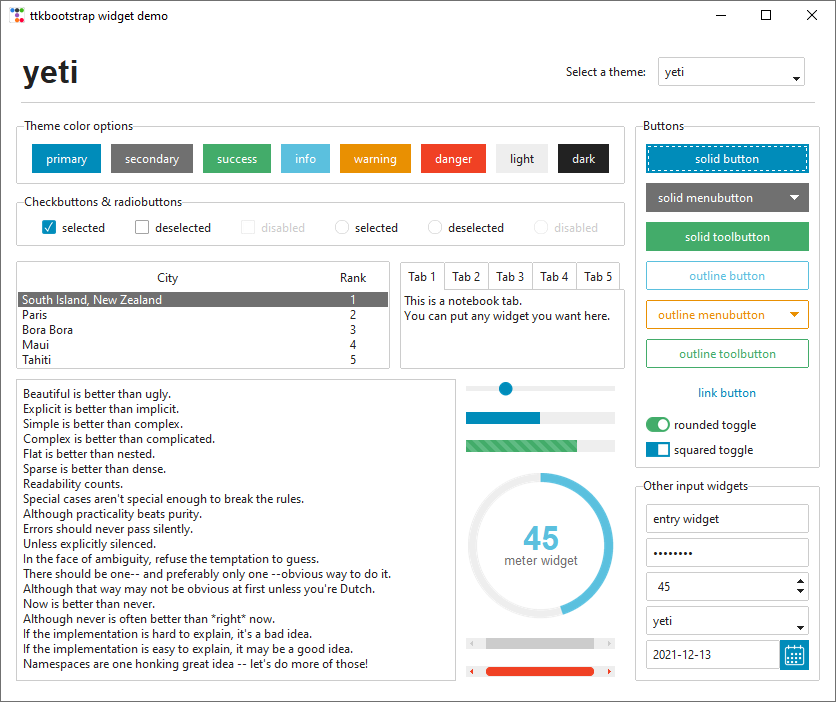 ttkbootstrap widget demo
yeti
Select a theme: yeti
Theme color options
primary secondary success info warning danger light dark
Checkbuttons & radiobuttons
selected deselected disabled selected deselected disabled
City Rank
South Island, New Zealand 1
Paris 2
Bora Bora 3
Maui 4
Tahiti 5
Tab 1 Tab 2 Tab 3 Tab 4 Tab 5
This is a notebook tab.
You can put any widget you want here.
Beautiful is better than ugly.
Explicit is better than implicit.
Simple is better than complex.
Complex is better than complicated.
Flat is better than nested.
Sparse is better than dense.
Readability counts.
Special cases aren't special enough to break the rules.
Although practicality beats purity.
Errors should never pass silently.
Unless explicitly silenced.
In the face of ambiguity, refuse the temptation to guess.
There should be one-- and preferably only one --obvious way to do it.
Although that way may not be obvious at first unless you're Dutch.
Now is better than never.
Although never is often better than *right* now.
If the implementation is hard to explain, it's a bad idea.
If the implementation is easy to explain, it may be a good idea.
Namespaces are one honking great idea -- let's do more of those!
45
meter widget
Buttons
solid button
solid menubutton
solid toolbutton
outline button
outline menubutton
outline toolbutton
link button
rounded toggle
squared toggle
Other input widgets
entry widget
••••••••
45
yeti
2021-12-13